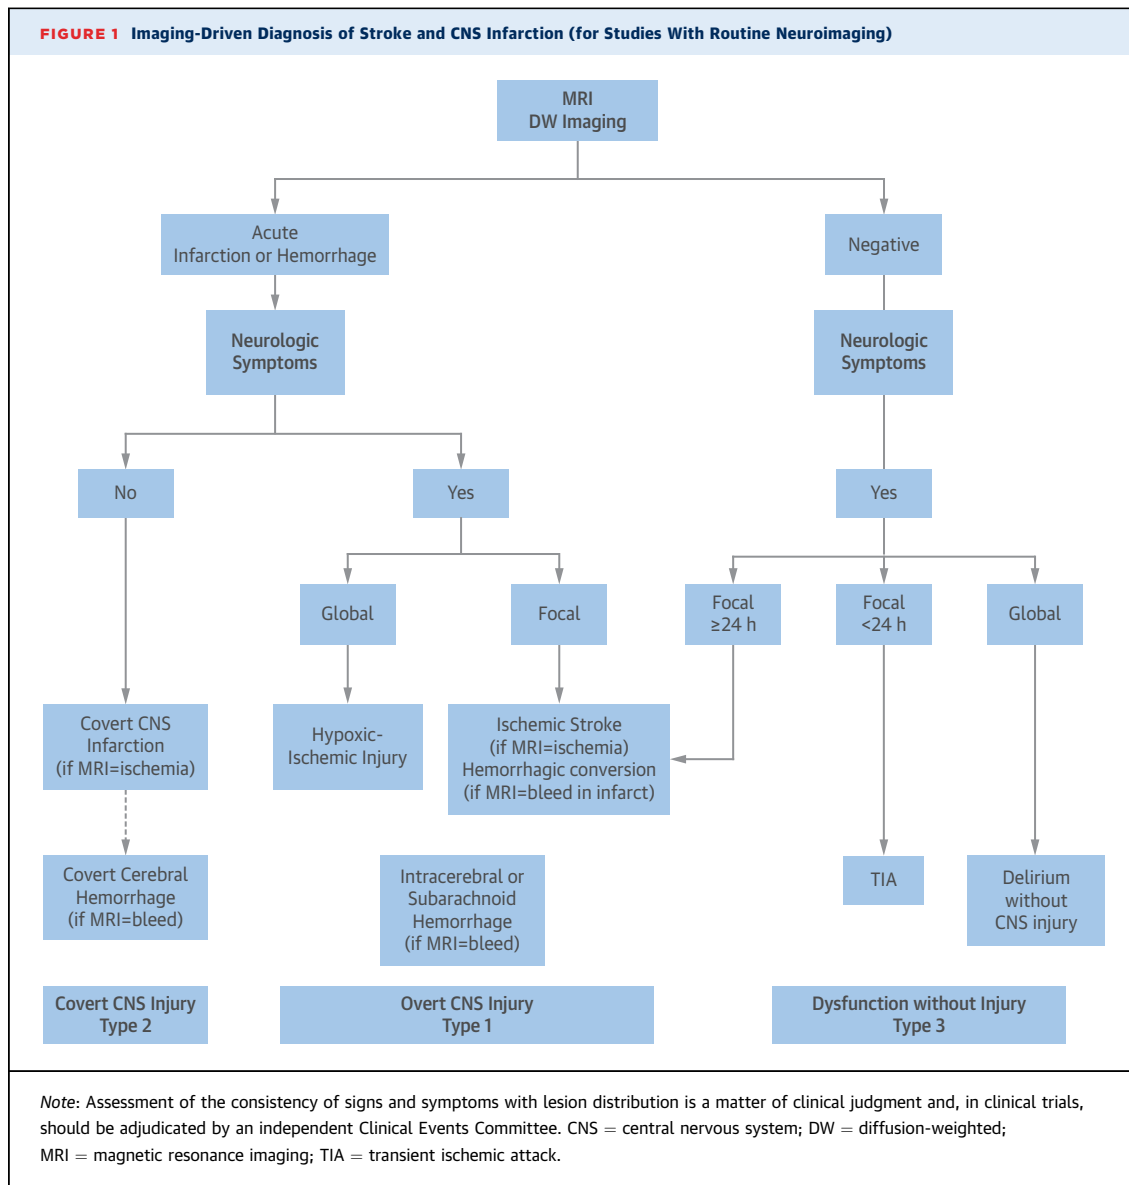 FIGURE 1 Imaging-Driven Diagnosis of Stroke and CNS Infarction (for Studies With Routine Neuroimaging)
MRI
DW Imaging
Acute
Infarction or Hemorrhage
Negative
Neurologic
Symptoms
Neurologic
Symptoms
No
Yes
Yes
Global
Focal
Focal
≥24 h
Focal
<24 h
Global
Covert CNS
Infarction
(if MRI=ischemia)
Hypoxic-
Ischemic Injury
Ischemic Stroke
(if MRI=ischemia)
Hemorrhagic conversion
(if MRI=bleed in infarct)
Covert Cerebral
Hemorrhage
(if MRI=bleed)
Intracerebral or
Subarachnoid
Hemorrhage
(if MRI=bleed)
TIA
Delirium
without
CNS injury
Covert CNS Injury
Type 2
Overt CNS Injury
Type 1
Dysfunction without Injury
Type 3
Note: Assessment of the consistency of signs and symptoms with lesion distribution is a matter of clinical judgment and, in clinical trials,
should be adjudicated by an independent Clinical Events Committee. CNS = central nervous system; DW = diffusion-weighted;
MRI = magnetic resonance imaging; TIA = transient ischemic attack.